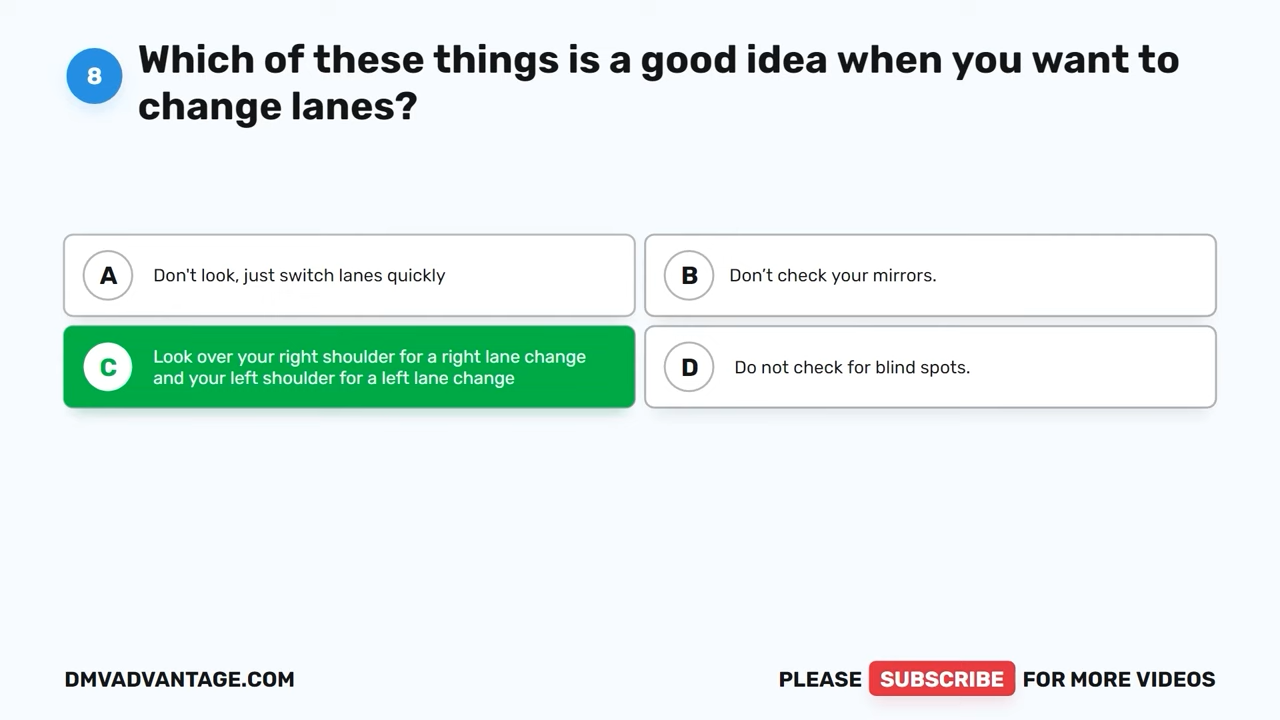 8
Which of these things is a good idea when you want to
change lanes?
A
Don't look, just switch lanes quickly
B
Don’t check your mirrors.
C
Look over your right shoulder for a right lane change
and your left shoulder for a left lane change
D
Do not check for blind spots.
DMVADVANTAGE.COM
PLEASE SUBSCRIBE FOR MORE VIDEOS